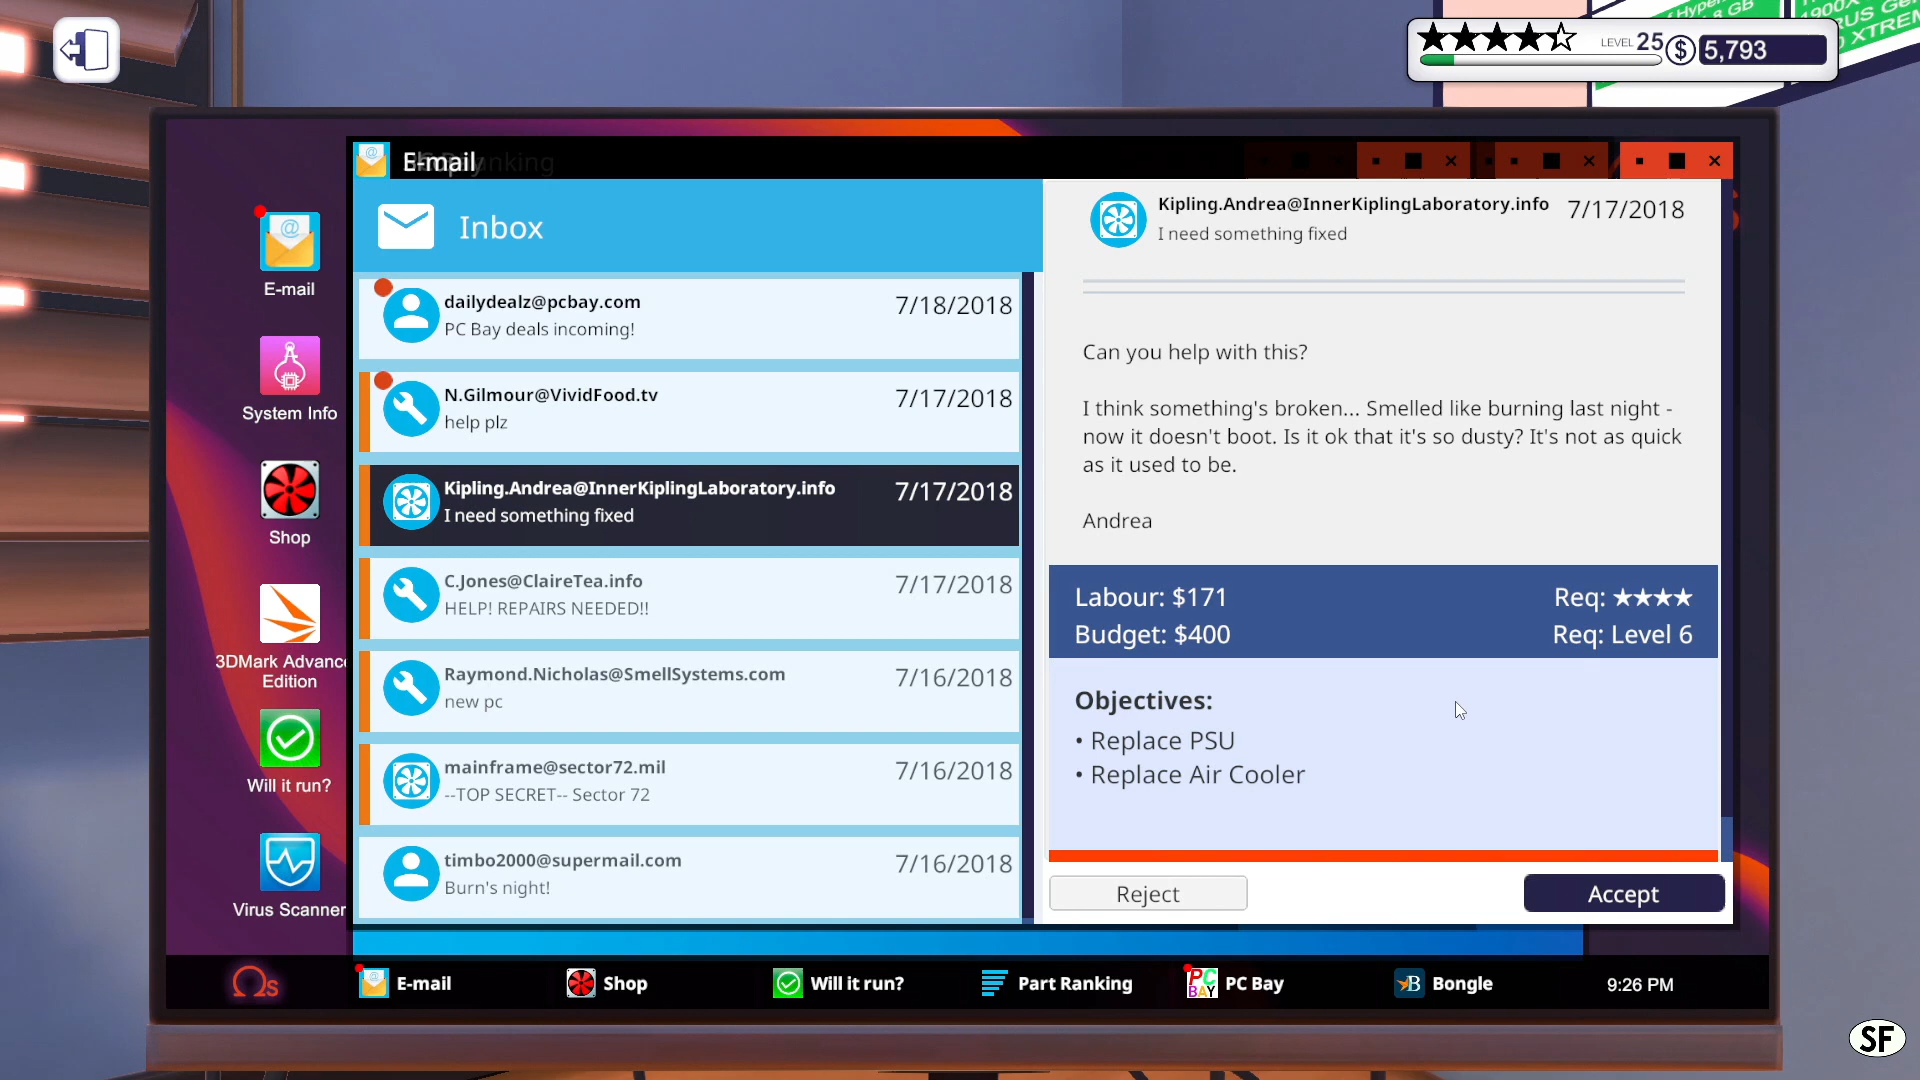 LEVEL 25 $ 5,793
E-mail
Inbox
dailydealz@pcbay.com 7/18/2018
PC Bay deals incoming!
N.Gilmour@VividFood.tv 7/17/2018
help plz
Kipling.Andrea@InnerKiplingLaboratory.info 7/17/2018
I need something fixed
C.Jones@ClaireTea.info 7/17/2018
HELP! REPAIRS NEEDED!!
Raymond.Nicholas@SmellSystems.com 7/16/2018
new pc
mainframe@sector72.mil 7/16/2018
--TOP SECRET-- Sector 72
timbo2000@supermail.com 7/16/2018
Burn's night!
Kipling.Andrea@InnerKiplingLaboratory.info 7/17/2018
I need something fixed
Can you help with this?
I think something's broken... Smelled like burning last night -
now it doesn't boot. Is it ok that it's so dusty? It's not as quick
as it used to be.
Andrea
Labour: $171 Req: ★★★★
Budget: $400 Req: Level 6
Objectives:
• Replace PSU
• Replace Air Cooler
Reject Accept
E-mail
System Info
Shop
3DMark Advance
Edition
Will it run?
Virus Scanner
Ωs E-mail Shop Will it run? Part Ranking PC BAY PC Bay B Bongle 9:26 PM
SF